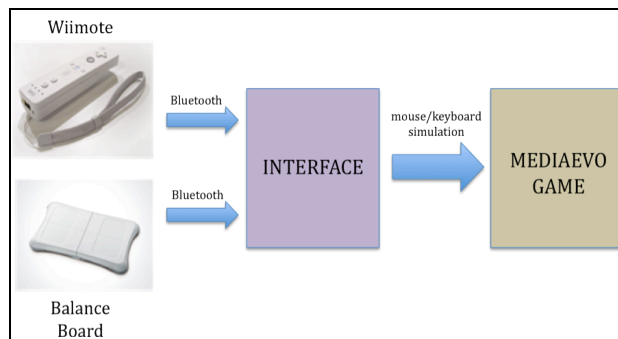 Wiimote
Bluetooth
Bluetooth
Balance
Board
INTERFACE
mouse/keyboard
simulation
MEDIAEVO
GAME